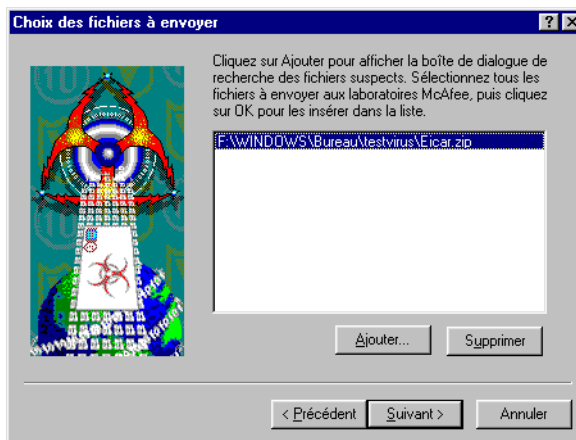 Choix des fichiers à envoyer
Cliquez sur Ajouter pour afficher la boîte de dialogue de
recherche des fichiers suspects. Sélectionnez tous les
fichiers à envoyer aux laboratoires McAfee, puis cliquez
sur OK pour les insérer dans la liste.
F:\WINDOWS\Bureau\testvirus\Eicar.zip
Ajouter...
Supprimer
< Précédent
Suivant >
Annuler